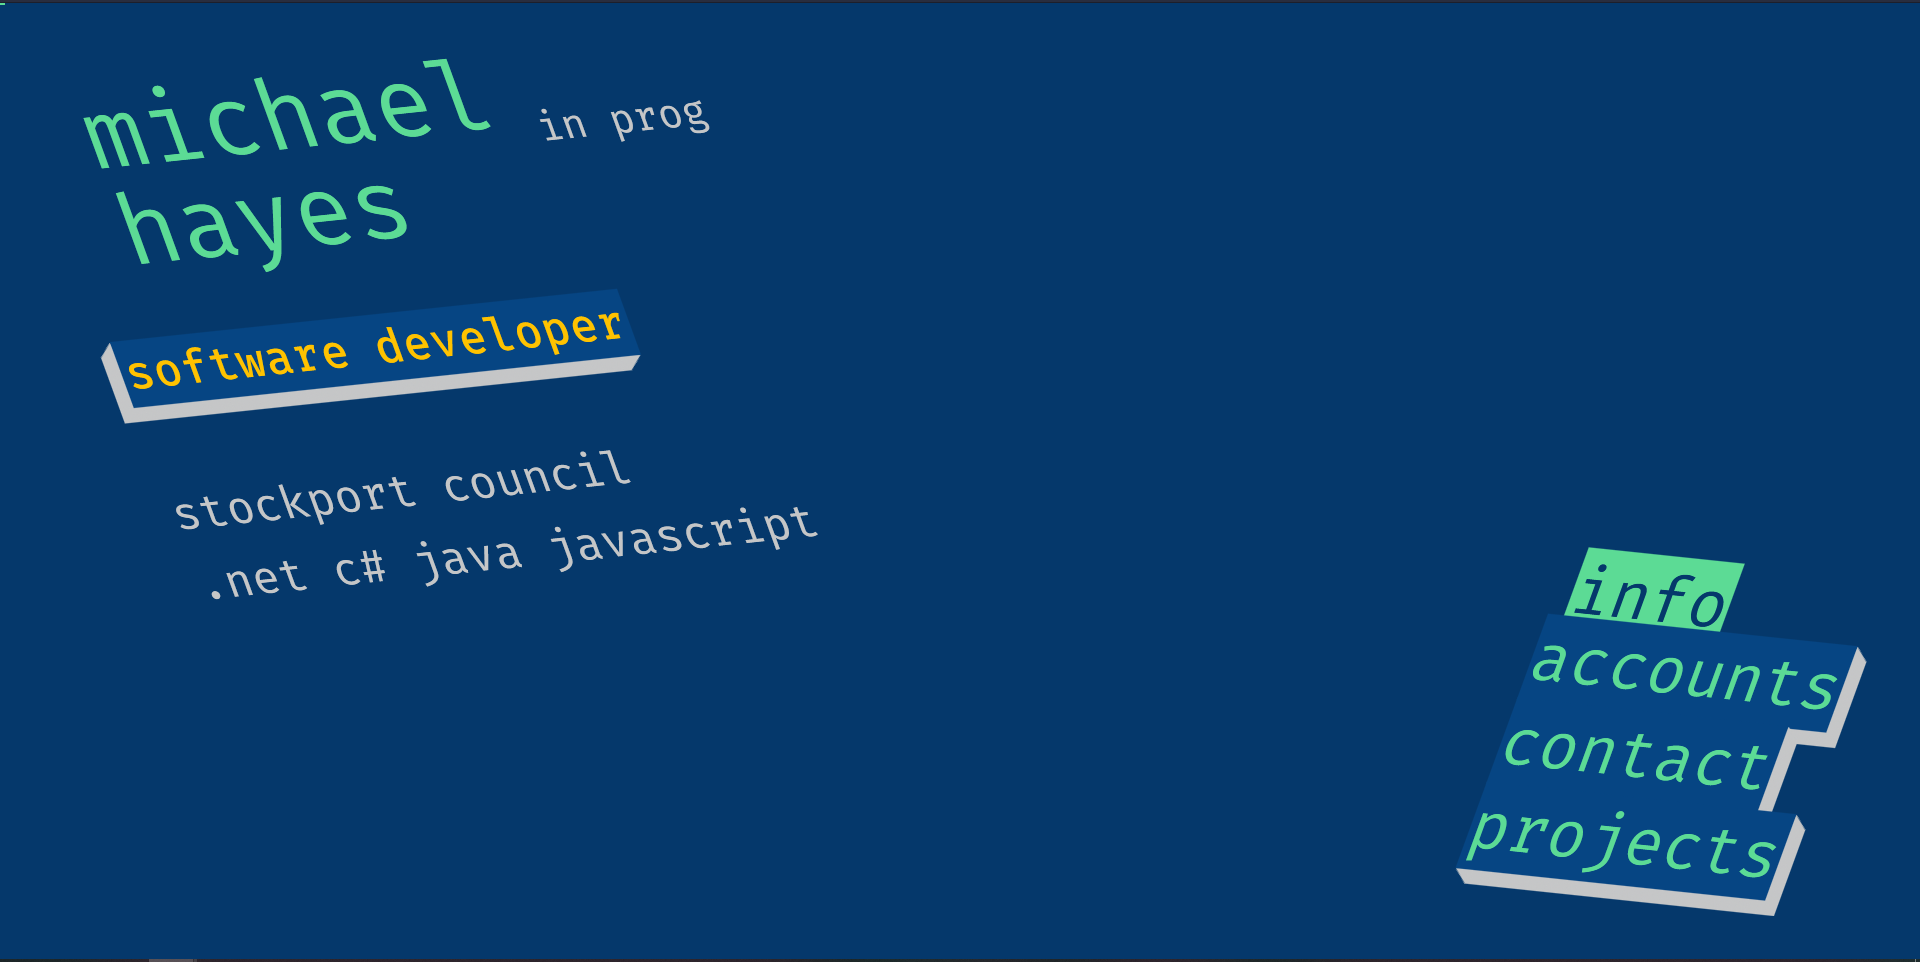 michael
in prog
hayes
software developer
stockport council
.net c# java javascript
info
accounts
contact
projects